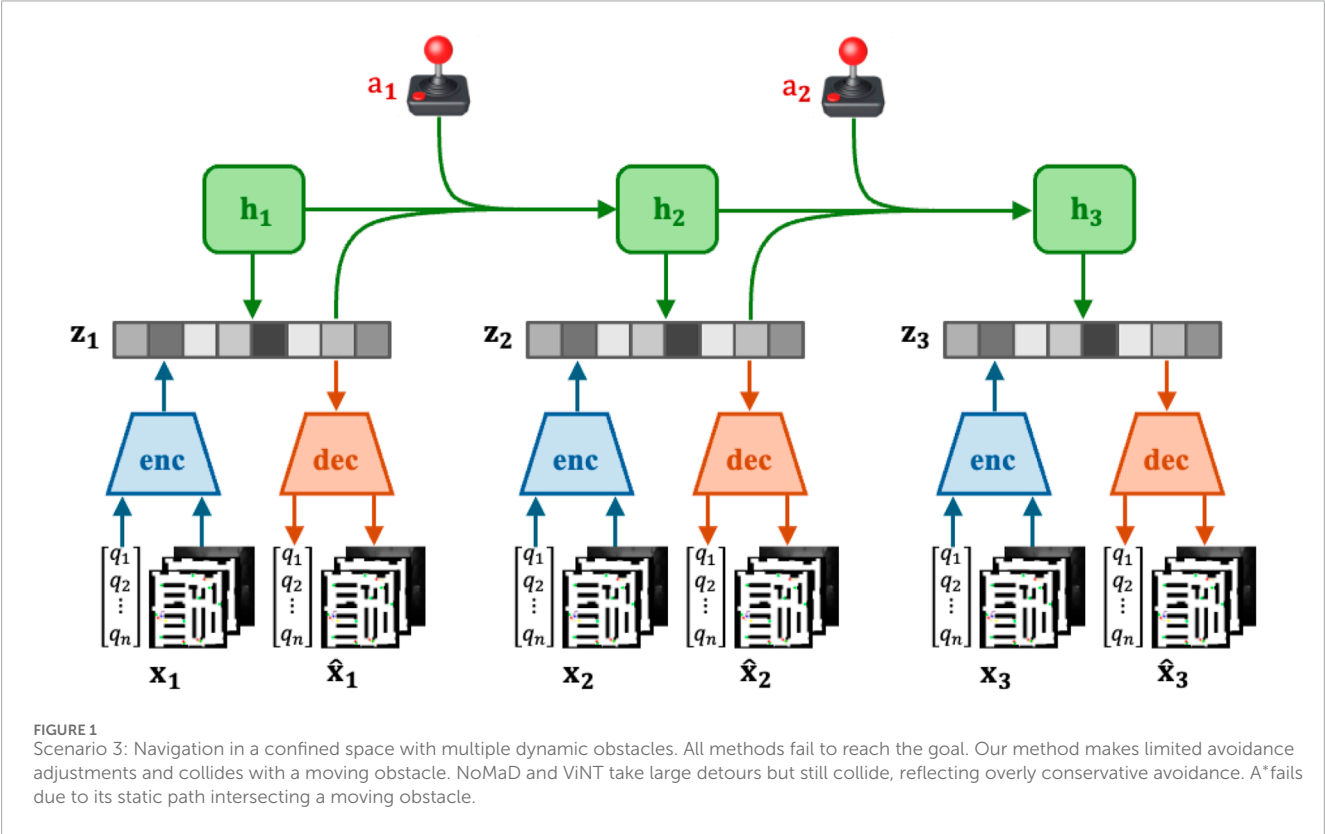 a₁ a₂
h₁ h₂ h₃
z₁ z₂ z₃
enc dec enc dec enc dec
q₁ q₁ q₁ q₁ q₁ q₁
q₂ q₂ q₂ q₂ q₂ q₂
⋮ ⋮ ⋮ ⋮ ⋮ ⋮
qₙ qₙ qₙ qₙ qₙ qₙ
x₁ x̂₁ x₂ x̂₂ x₃ x̂₃
FIGURE 1
Scenario 3: Navigation in a confined space with multiple dynamic obstacles. All methods fail to reach the goal. Our method makes limited avoidance
adjustments and collides with a moving obstacle. NoMaD and ViNT take large detours but still collide, reflecting overly conservative avoidance. A*fails
due to its static path intersecting a moving obstacle.